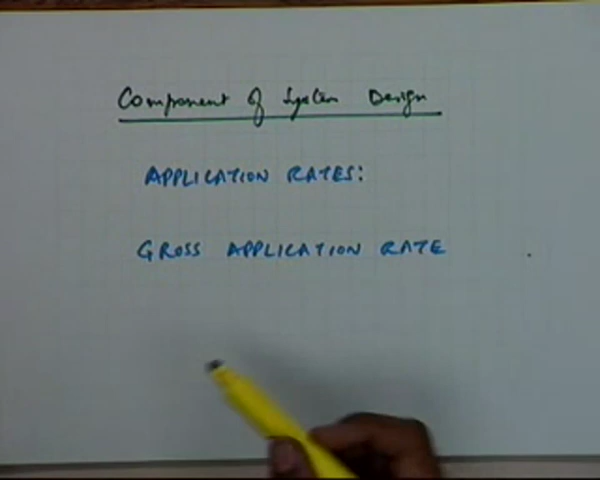 Component of System Design
APPLICATION RATES:
GROSS APPLICATION RATE